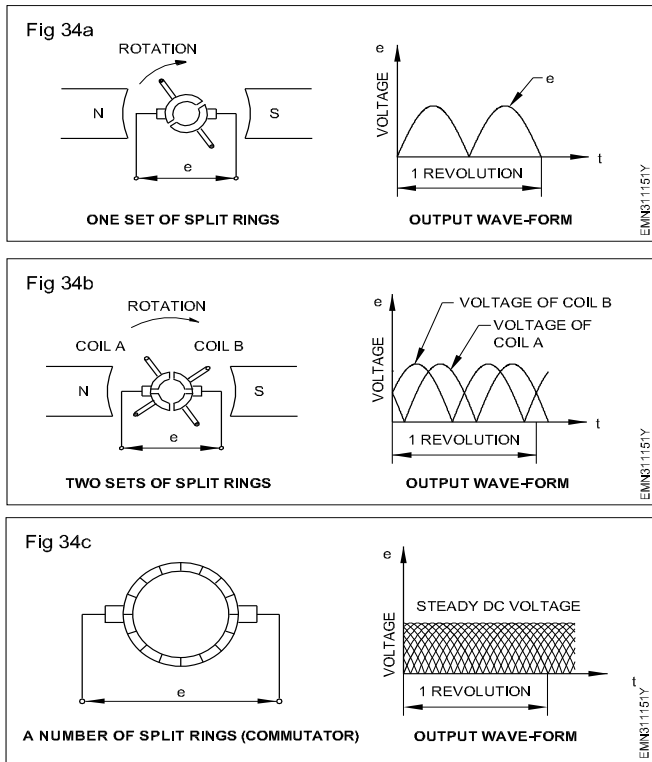 Fig 34a
ROTATION
N
S
e
ONE SET OF SPLIT RINGS
e
VOLTAGE
e
t
1 REVOLUTION
OUTPUT WAVE-FORM
EMN311151Y
Fig 34b
ROTATION
COIL A
COIL B
N
S
e
TWO SETS OF SPLIT RINGS
e
VOLTAGE
VOLTAGE OF COIL B
VOLTAGE OF
COIL A
t
1 REVOLUTION
OUTPUT WAVE-FORM
EMN311151Y
Fig 34c
e
A NUMBER OF SPLIT RINGS (COMMUTATOR)
e
VOLTAGE
STEADY DC VOLTAGE
t
1 REVOLUTION
OUTPUT WAVE-FORM
EMN311151Y